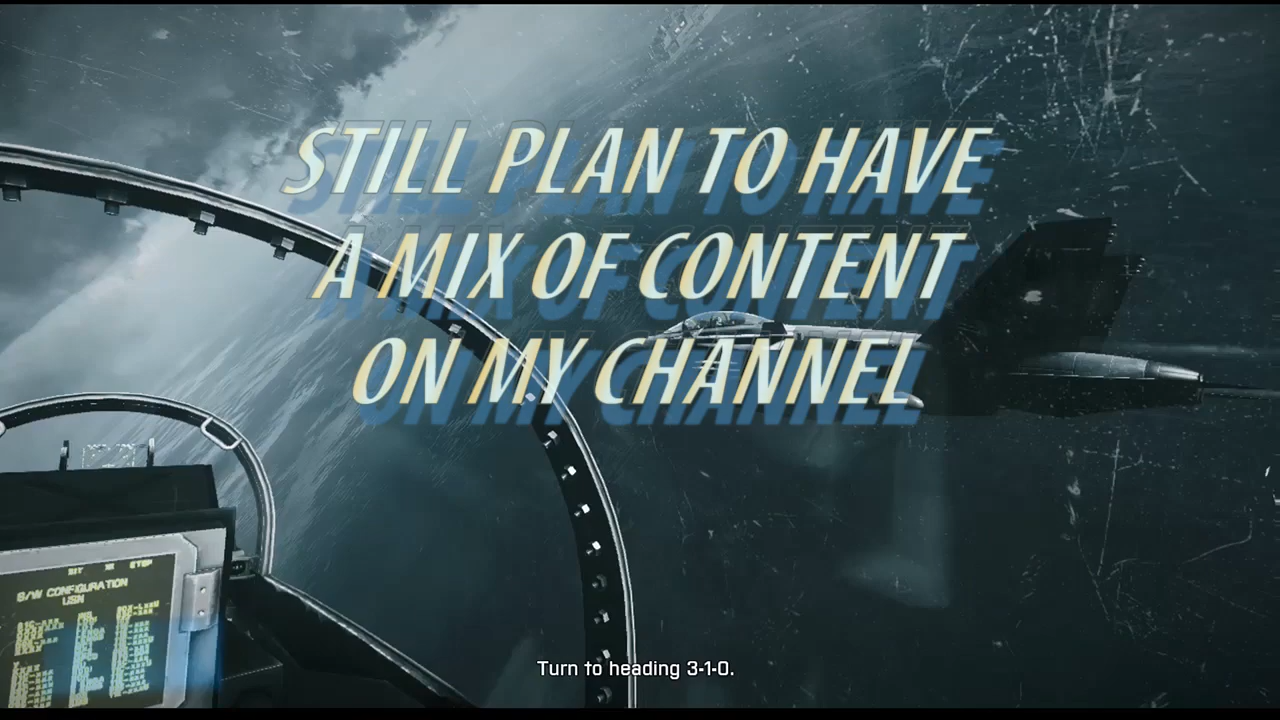 STILL PLAN TO HAVE
A MIX OF CONTENT
ON MY CHANNEL
S/W CONFIGURATION
USN
Turn to heading 3-1-0.